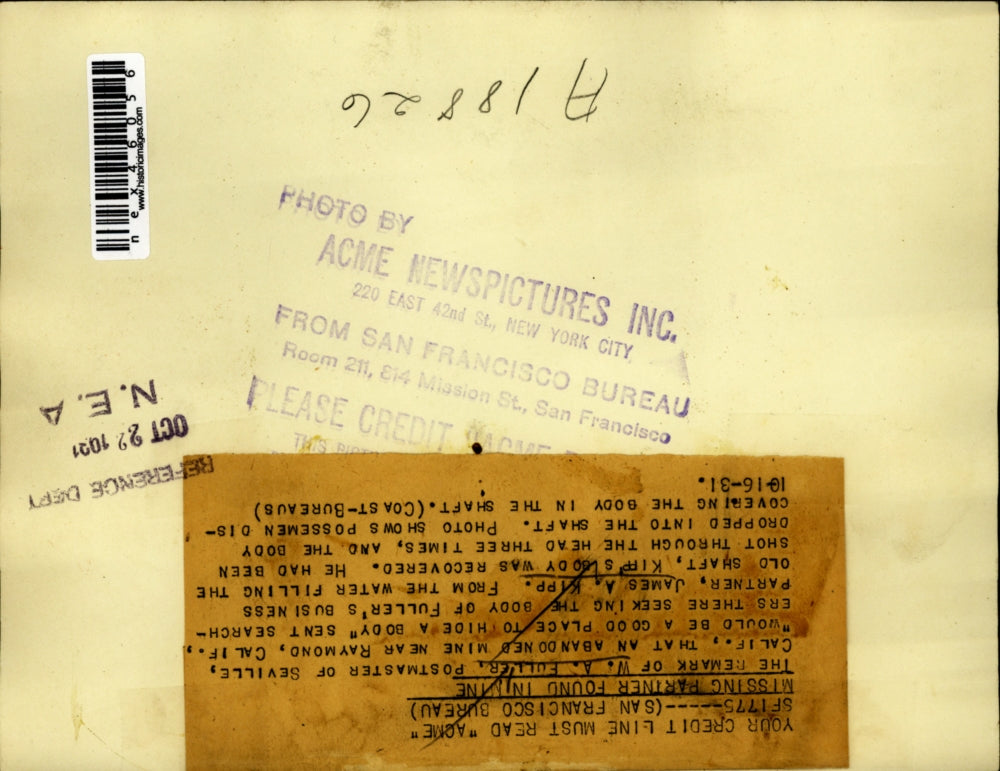 A18826
nex46056
www.historicimages.com
PHOTO BY
ACME NEWSPICTURES INC.
220 EAST 42nd St., NEW YORK CITY
FROM SAN FRANCISCO BUREAU
Room 211, 814 Mission St., San Francisco
PLEASE CREDIT "ACME
THIS
REFERENCE DEPT
OCT 22 1931
N.E.A
YOUR CREDIT LINE MUST READ "ACME"
SF1775------(SAN FRANCISCO BUREAU)
MISSING PARTNER FOUND IN MINE
THE REMARK OF W. A. FULLER, POSTMASTER OF SEVILLE,
CALIF., THAT AN ABANDONED MINE NEAR RAYMOND, CALIF.,
"WOULD BE A GOOD PLACE TO HIDE A BODY" SENT SEARCH-
ERS THERE SEEKING THE BODY OF FULLER'S BUSINESS
PARTNER, JAMES A. KIPP. FROM THE WATER FILLING THE
OLD SHAFT, KIPP'S BODY WAS RECOVERED. HE HAD BEEN
SHOT THROUGH THE HEAD THREE TIMES, AND THE BODY
DROPPED INTO THE SHAFT. PHOTO SHOWS POSSEMEN DIS-
COVERING THE BODY IN THE SHAFT. (COAST-BUREAUS)
10-16-31.